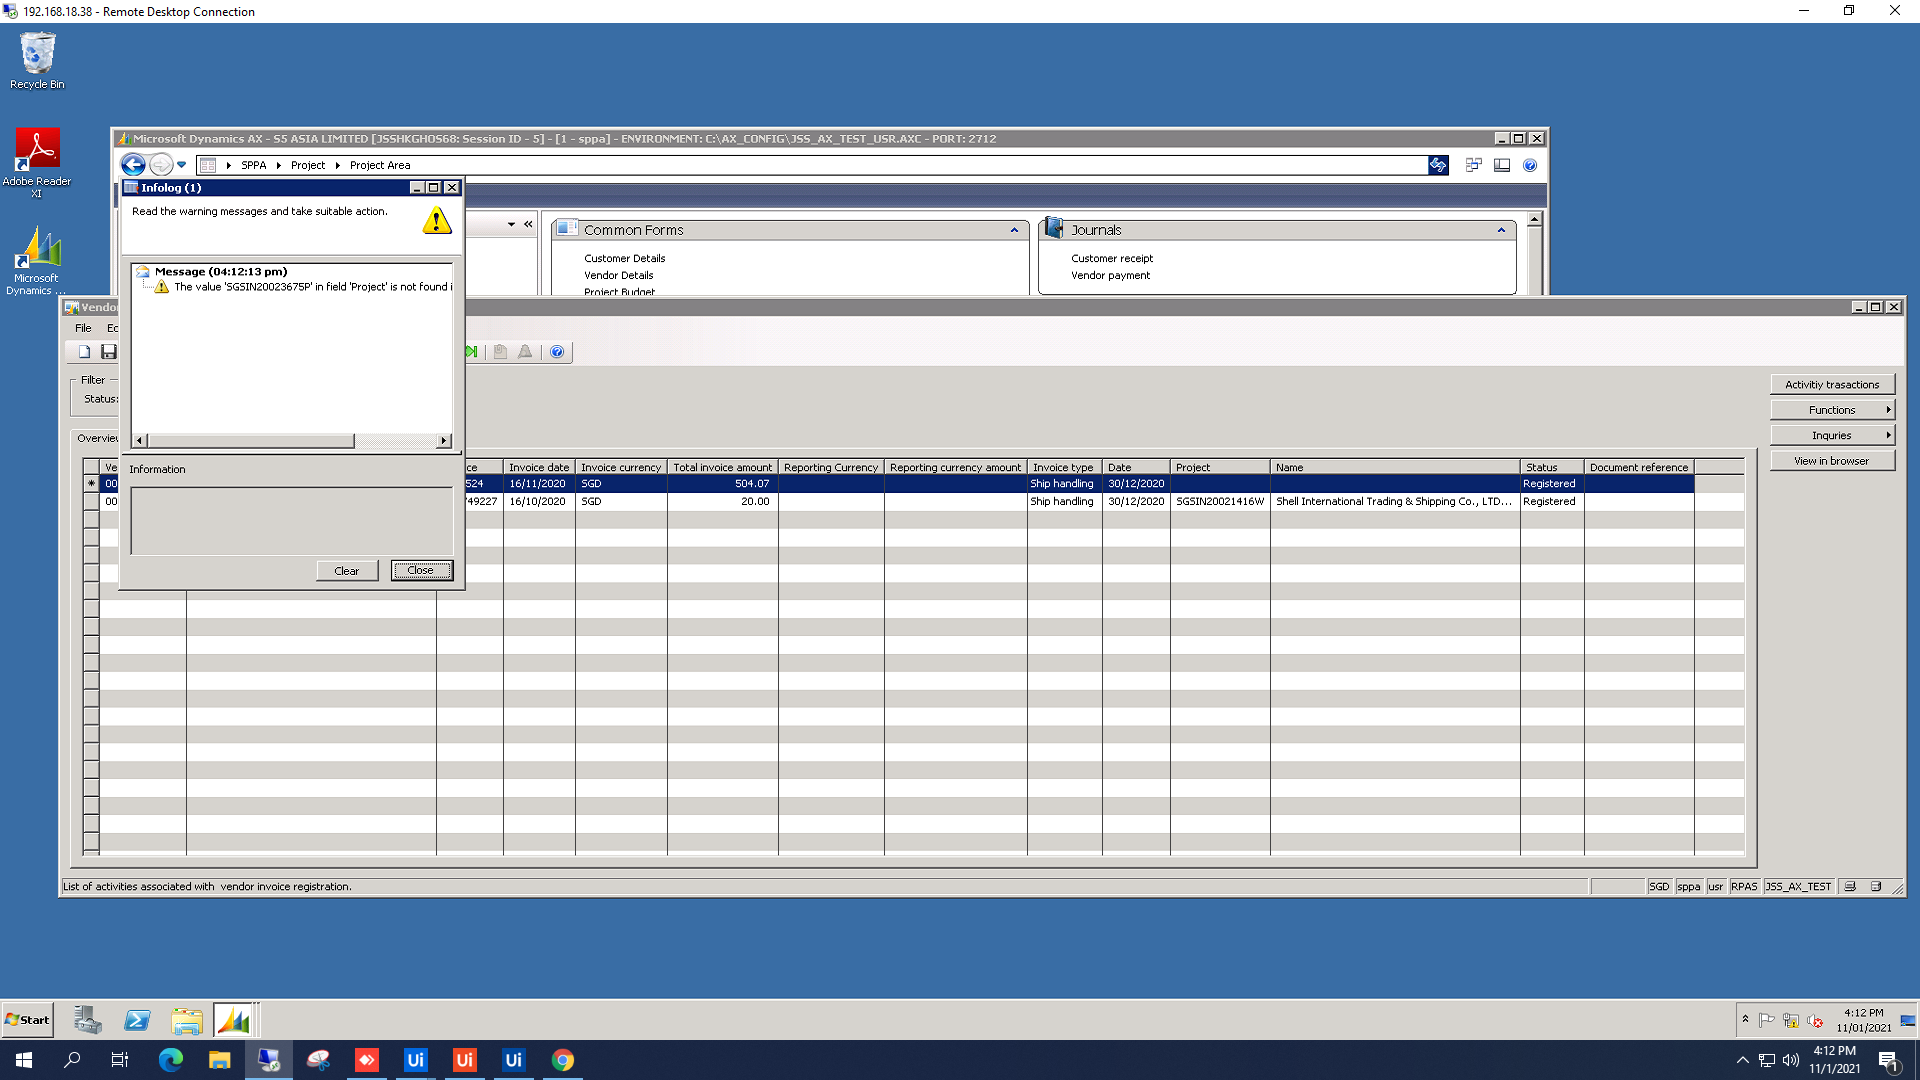 192.168.18.38 - Remote Desktop Connection
Recycle Bin
Adobe Reader XI
Microsoft Dynamics ...
Microsoft Dynamics AX - S5 ASIA LIMITED [JSSHKGHOS68: Session ID - 5] - [1 - sppa] - ENVIRONMENT: C:\AX_CONFIG\JSS_AX_TEST_USR.AXC - PORT: 2712
SPPA Project Project Area
Infolog (1)
Read the warning messages and take suitable action.
Message (04:12:13 pm)
The value 'SGSIN20023675P' in field 'Project' is not found i
Information
Clear Close
Common Forms
Customer Details
Vendor Details
Project Budget
Journals
Customer receipt
Vendor payment
Vendo
File Ec
Filter
Status:
Overvie
Activitiy trasactions
Functions
Inquries
View in browser
Ve ce Invoice date Invoice currency Total invoice amount Reporting Currency Reporting currency amount Invoice type Date Project Name Status Document reference
00 524 16/11/2020 SGD 504.07 Ship handling 30/12/2020 Registered
00 749227 16/10/2020 SGD 20.00 Ship handling 30/12/2020 SGSIN20021416W Shell International Trading & Shipping Co., LTD... Registered
List of activities associated with vendor invoice registration.
SGD sppa usr RPAS JSS_AX_TEST
Start
4:12 PM
11/01/2021
Ui Ui Ui
4:12 PM
11/1/2021
1